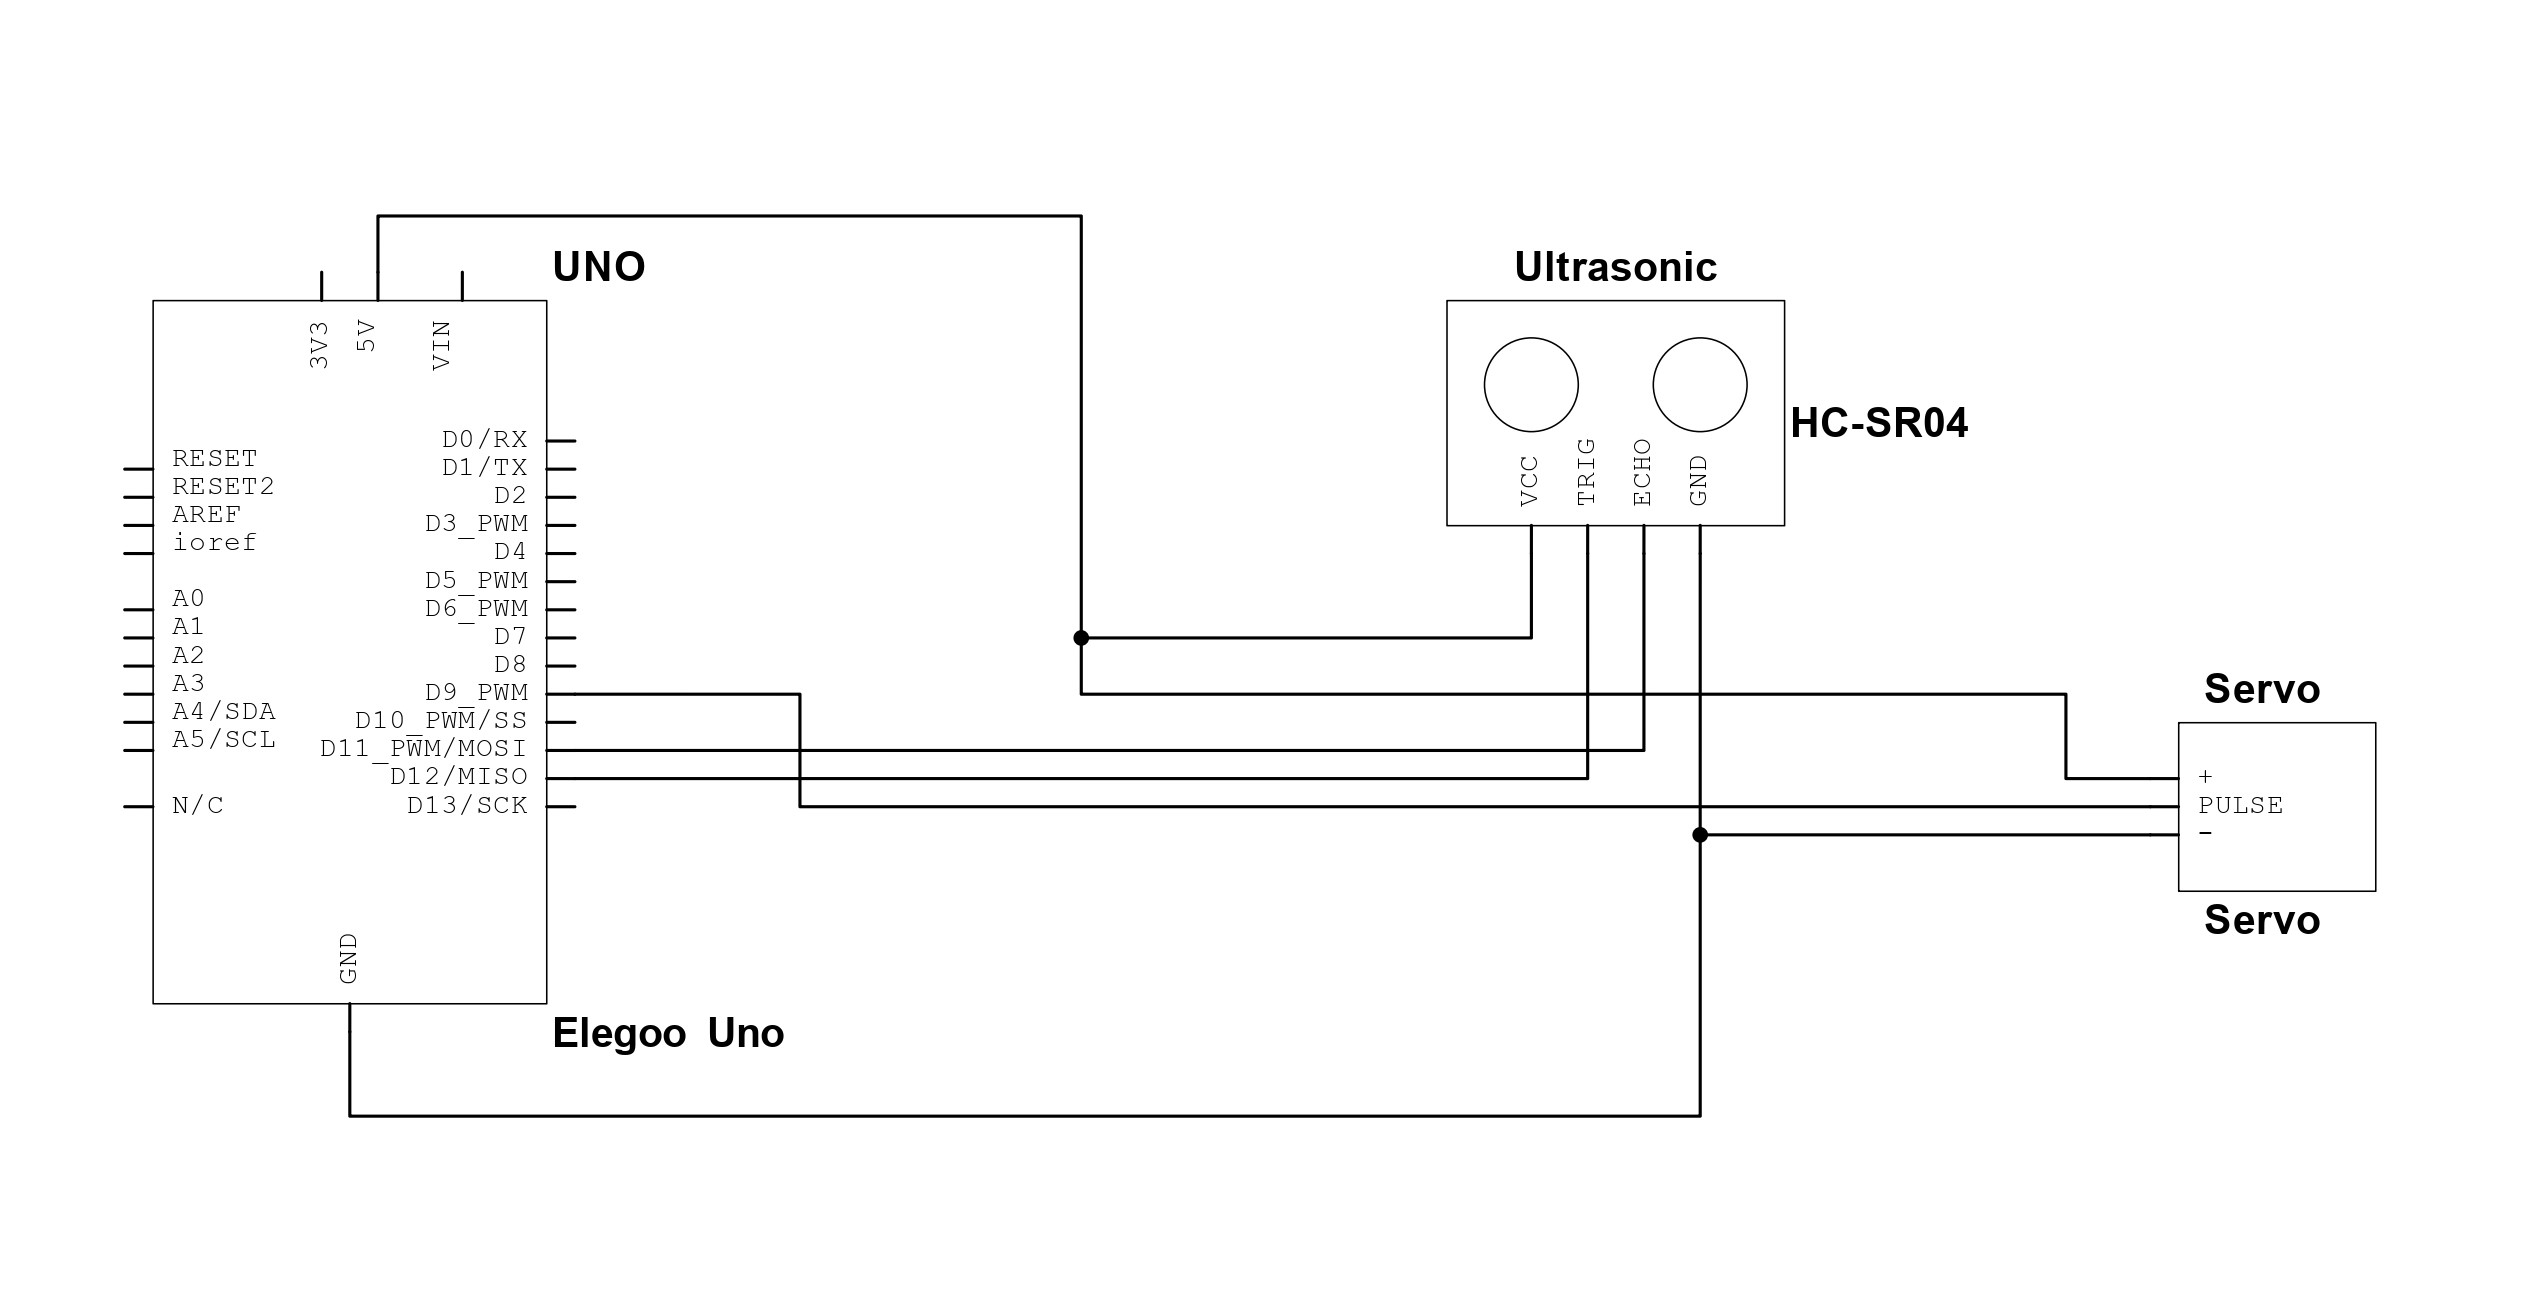 UNO
Ultrasonic
3V3
5V
VIN
HC-SR04
VCC
TRIG
ECHO
GND
RESET
RESET2
AREF
ioref
A0
A1
A2
A3
A4/SDA
A5/SCL
N/C
D0/RX
D1/TX
D2
D3_PWM
D4
D5_PWM
D6_PWM
D7
D8
D9_PWM
D10_PWM/SS
D11_PWM/MOSI
D12/MISO
D13/SCK
GND
Elegoo Uno
Servo
+
PULSE
-
Servo